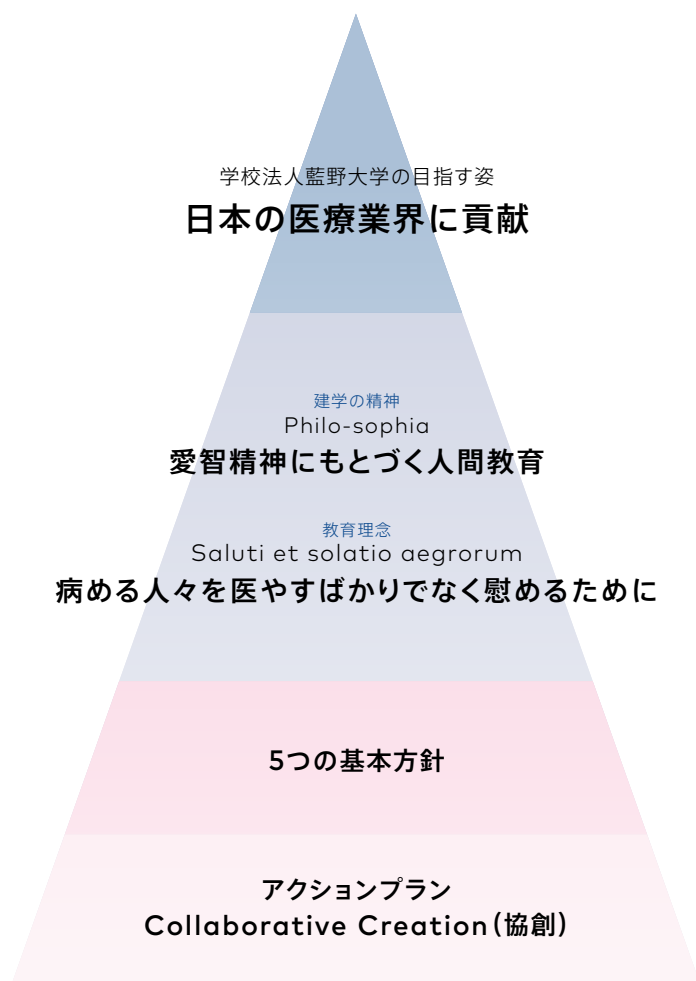 学校法人藍野大学の目指す姿
日本の医療業界に貢献
建学の精神
Philo-sophia
愛智精神にもとづく人間教育
教育理念
Saluti et solatio aegrorum
病める人々を医やすばかりでなく慰めるために
5つの基本方針
アクションプラン
Collaborative Creation(協創)